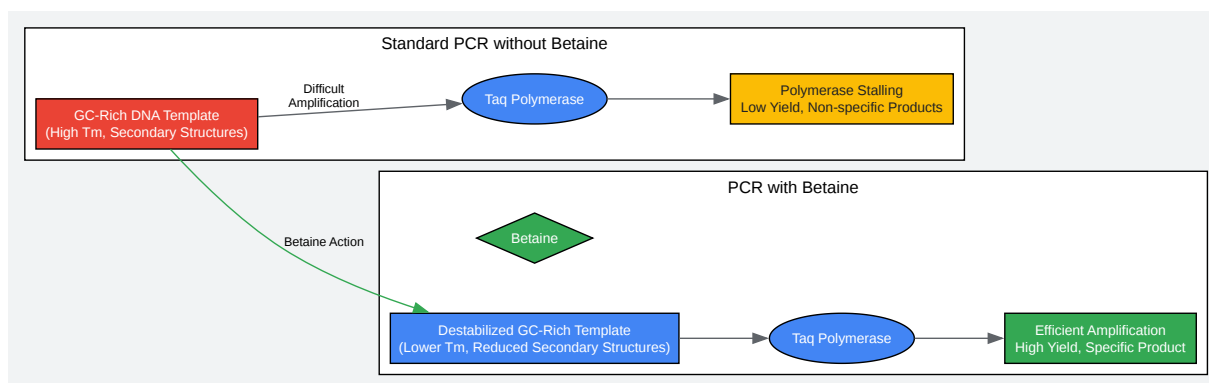 Standard PCR without Betaine
Difficult
Amplification
GC-Rich DNA Template
(High Tm, Secondary Structures)
Taq Polymerase
Polymerase Stalling
Low Yield, Non-specific Products
Betaine Action
PCR with Betaine
Betaine
Destabilized GC-Rich Template
(Lower Tm, Reduced Secondary Structures)
Taq Polymerase
Efficient Amplification
High Yield, Specific Product